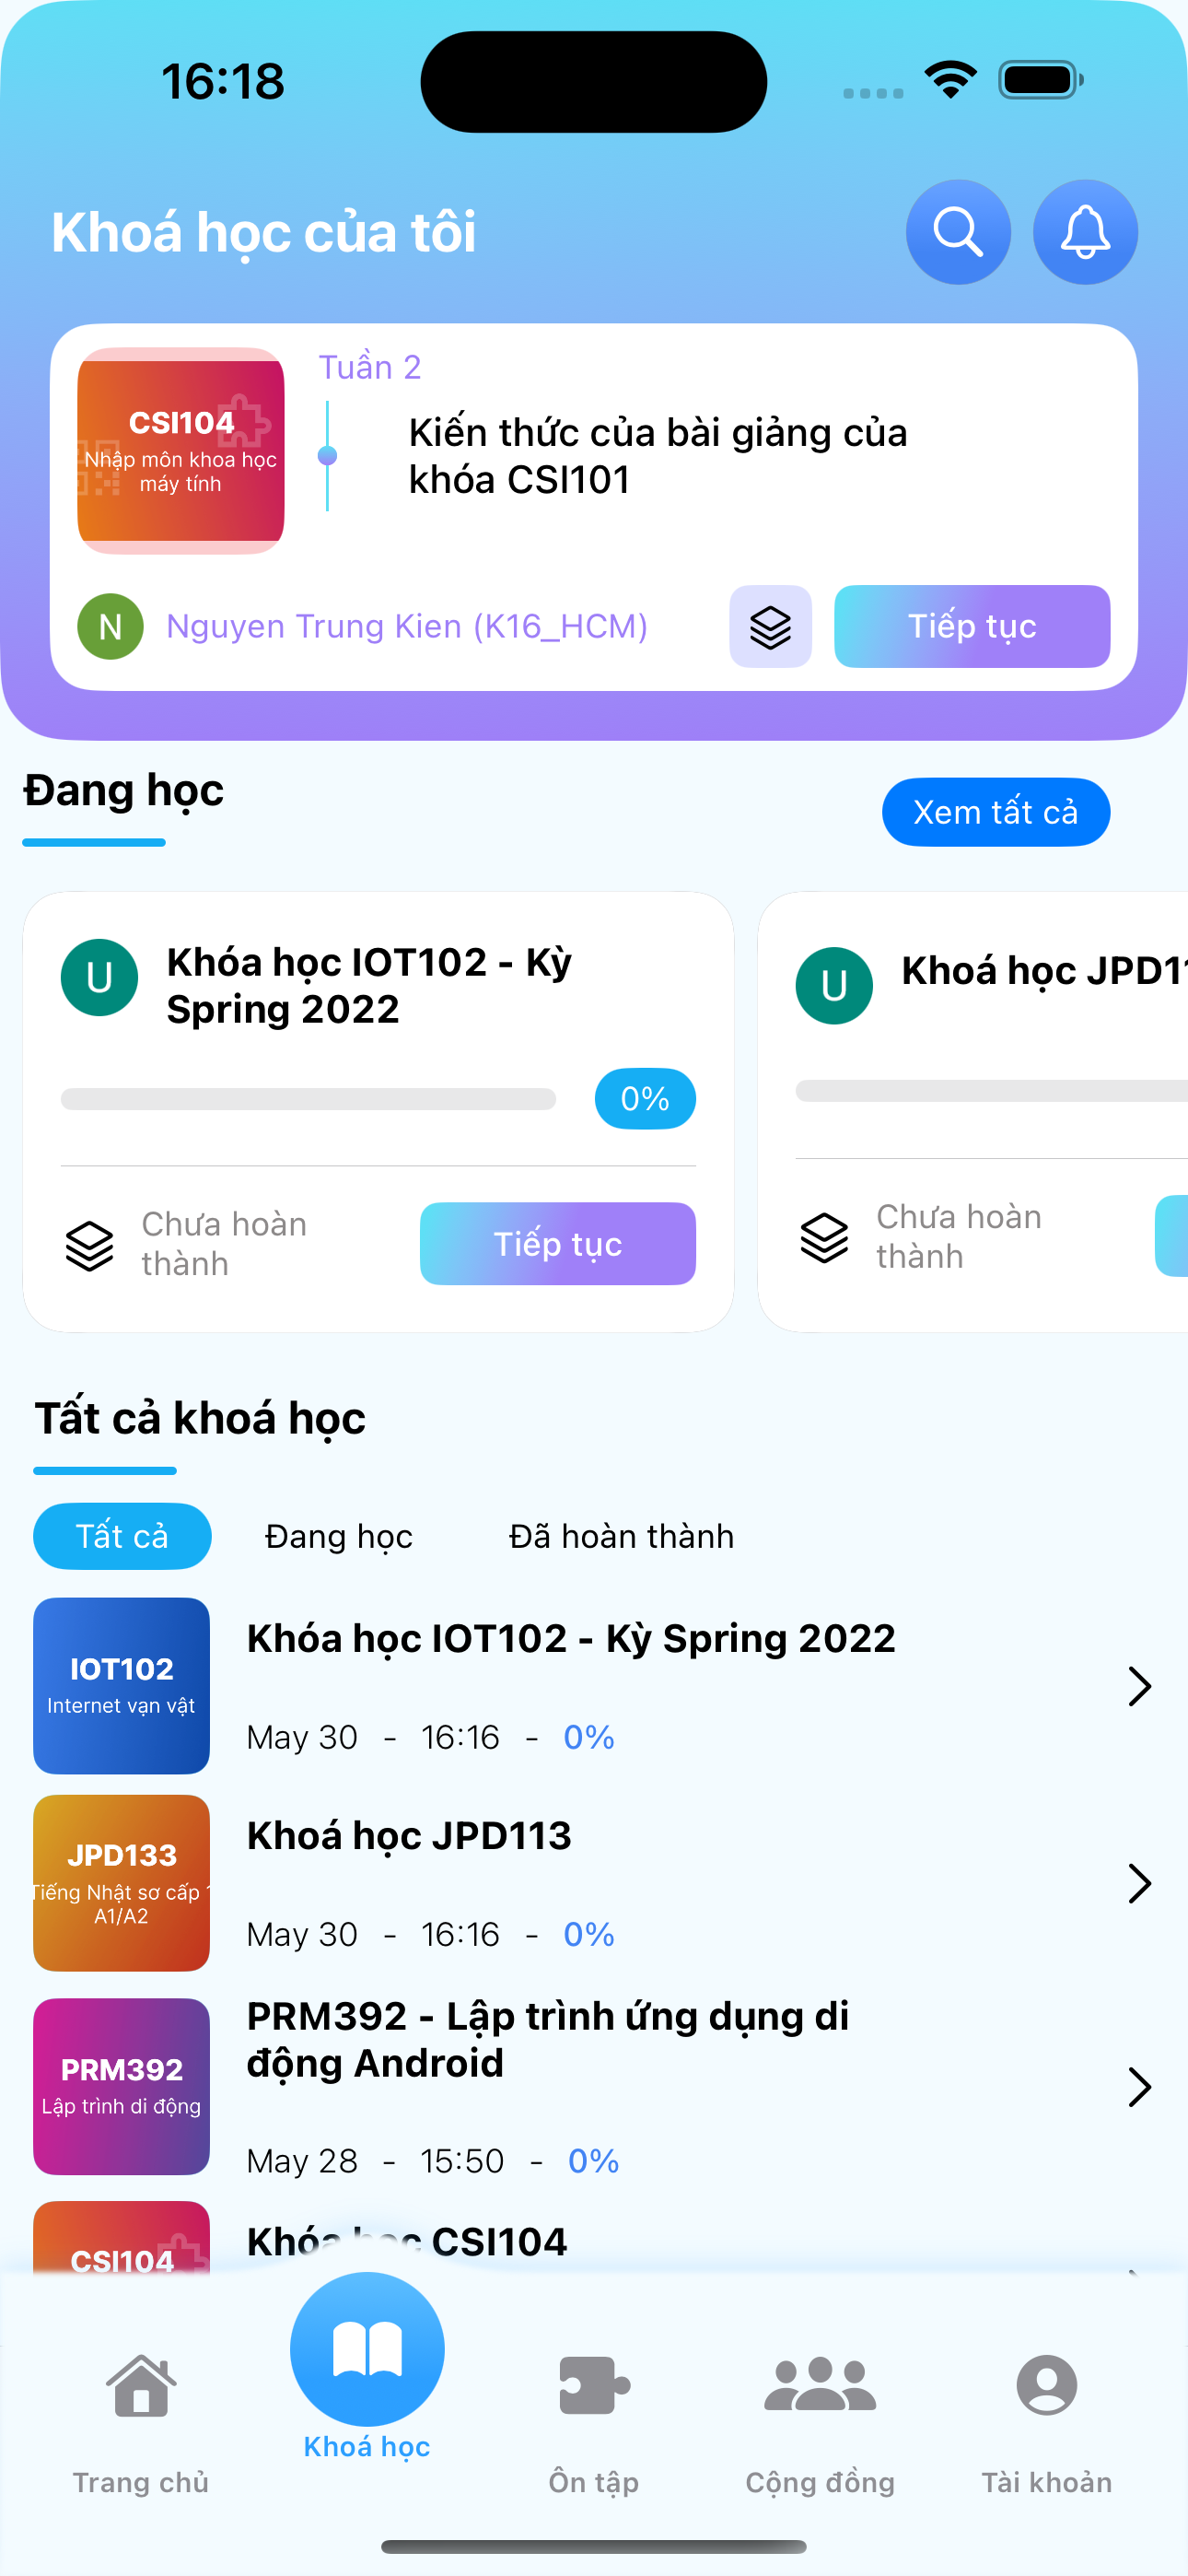 16:18
Khoá học của tôi
CSI104
Nhập môn khoa học
máy tính
Tuần 2
Kiến thức của bài giảng của
khóa CSI101
N
Nguyen Trung Kien (K16_HCM)
Tiếp tục
Đang học
Xem tất cả
U
Khóa học IOT102 - Kỳ
Spring 2022
0%
Chưa hoàn
thành
Tiếp tục
U
Khoá học JPD11
Chưa hoàn
thành
Tất cả khoá học
Tất cả
Đang học
Đã hoàn thành
IOT102
Internet vạn vật
Khóa học IOT102 - Kỳ Spring 2022
May 30 - 16:16 - 0%
JPD133
Tiếng Nhật sơ cấp 1
A1/A2
Khoá học JPD113
May 30 - 16:16 - 0%
PRM392
Lập trình di động
PRM392 - Lập trình ứng dụng di
động Android
May 28 - 15:50 - 0%
CSI104
Khóa học CSI104
Trang chủ
Khoá học
Ôn tập
Cộng đồng
Tài khoản